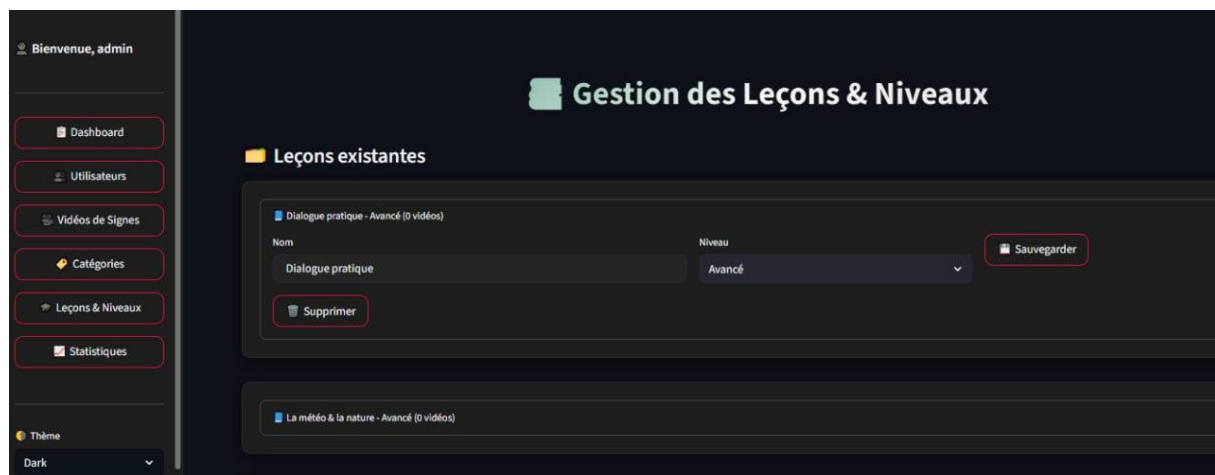 Bienvenue, admin
Dashboard
Utilisateurs
Vidéos de Signes
Catégories
Leçons & Niveaux
Statistiques
Thème
Dark
Gestion des Leçons & Niveaux
Leçons existantes
Dialogue pratique - Avancé (0 vidéos)
Nom
Dialogue pratique
Niveau
Avancé
Sauvegarder
Supprimer
La météo & la nature - Avancé (0 vidéos)